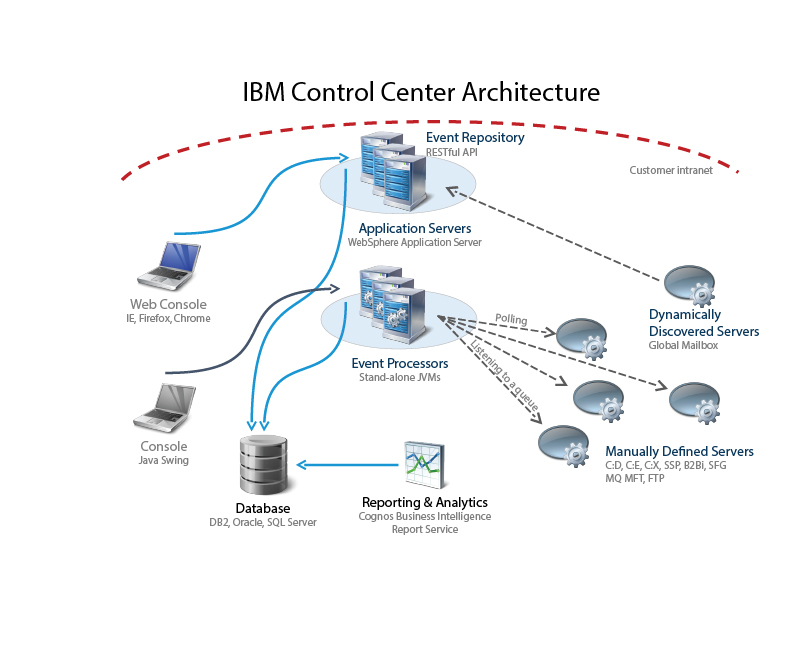 IBM Control Center Architecture
Event Repository
RESTful API
Customer intranet
Application Servers
WebSphere Application Server
Web Console
IE, Firefox, Chrome
Dynamically
Discovered Servers
Global Mailbox
Polling
Listening to a queue
Event Processors
Stand-alone JVMs
Console
Java Swing
Manually Defined Servers
C:D, C:E, C:X, SSP, B2Bi, SFG
MQ MFT, FTP
Database
DB2, Oracle, SQL Server
Reporting & Analytics
Cognos Business Intelligence
Report Service